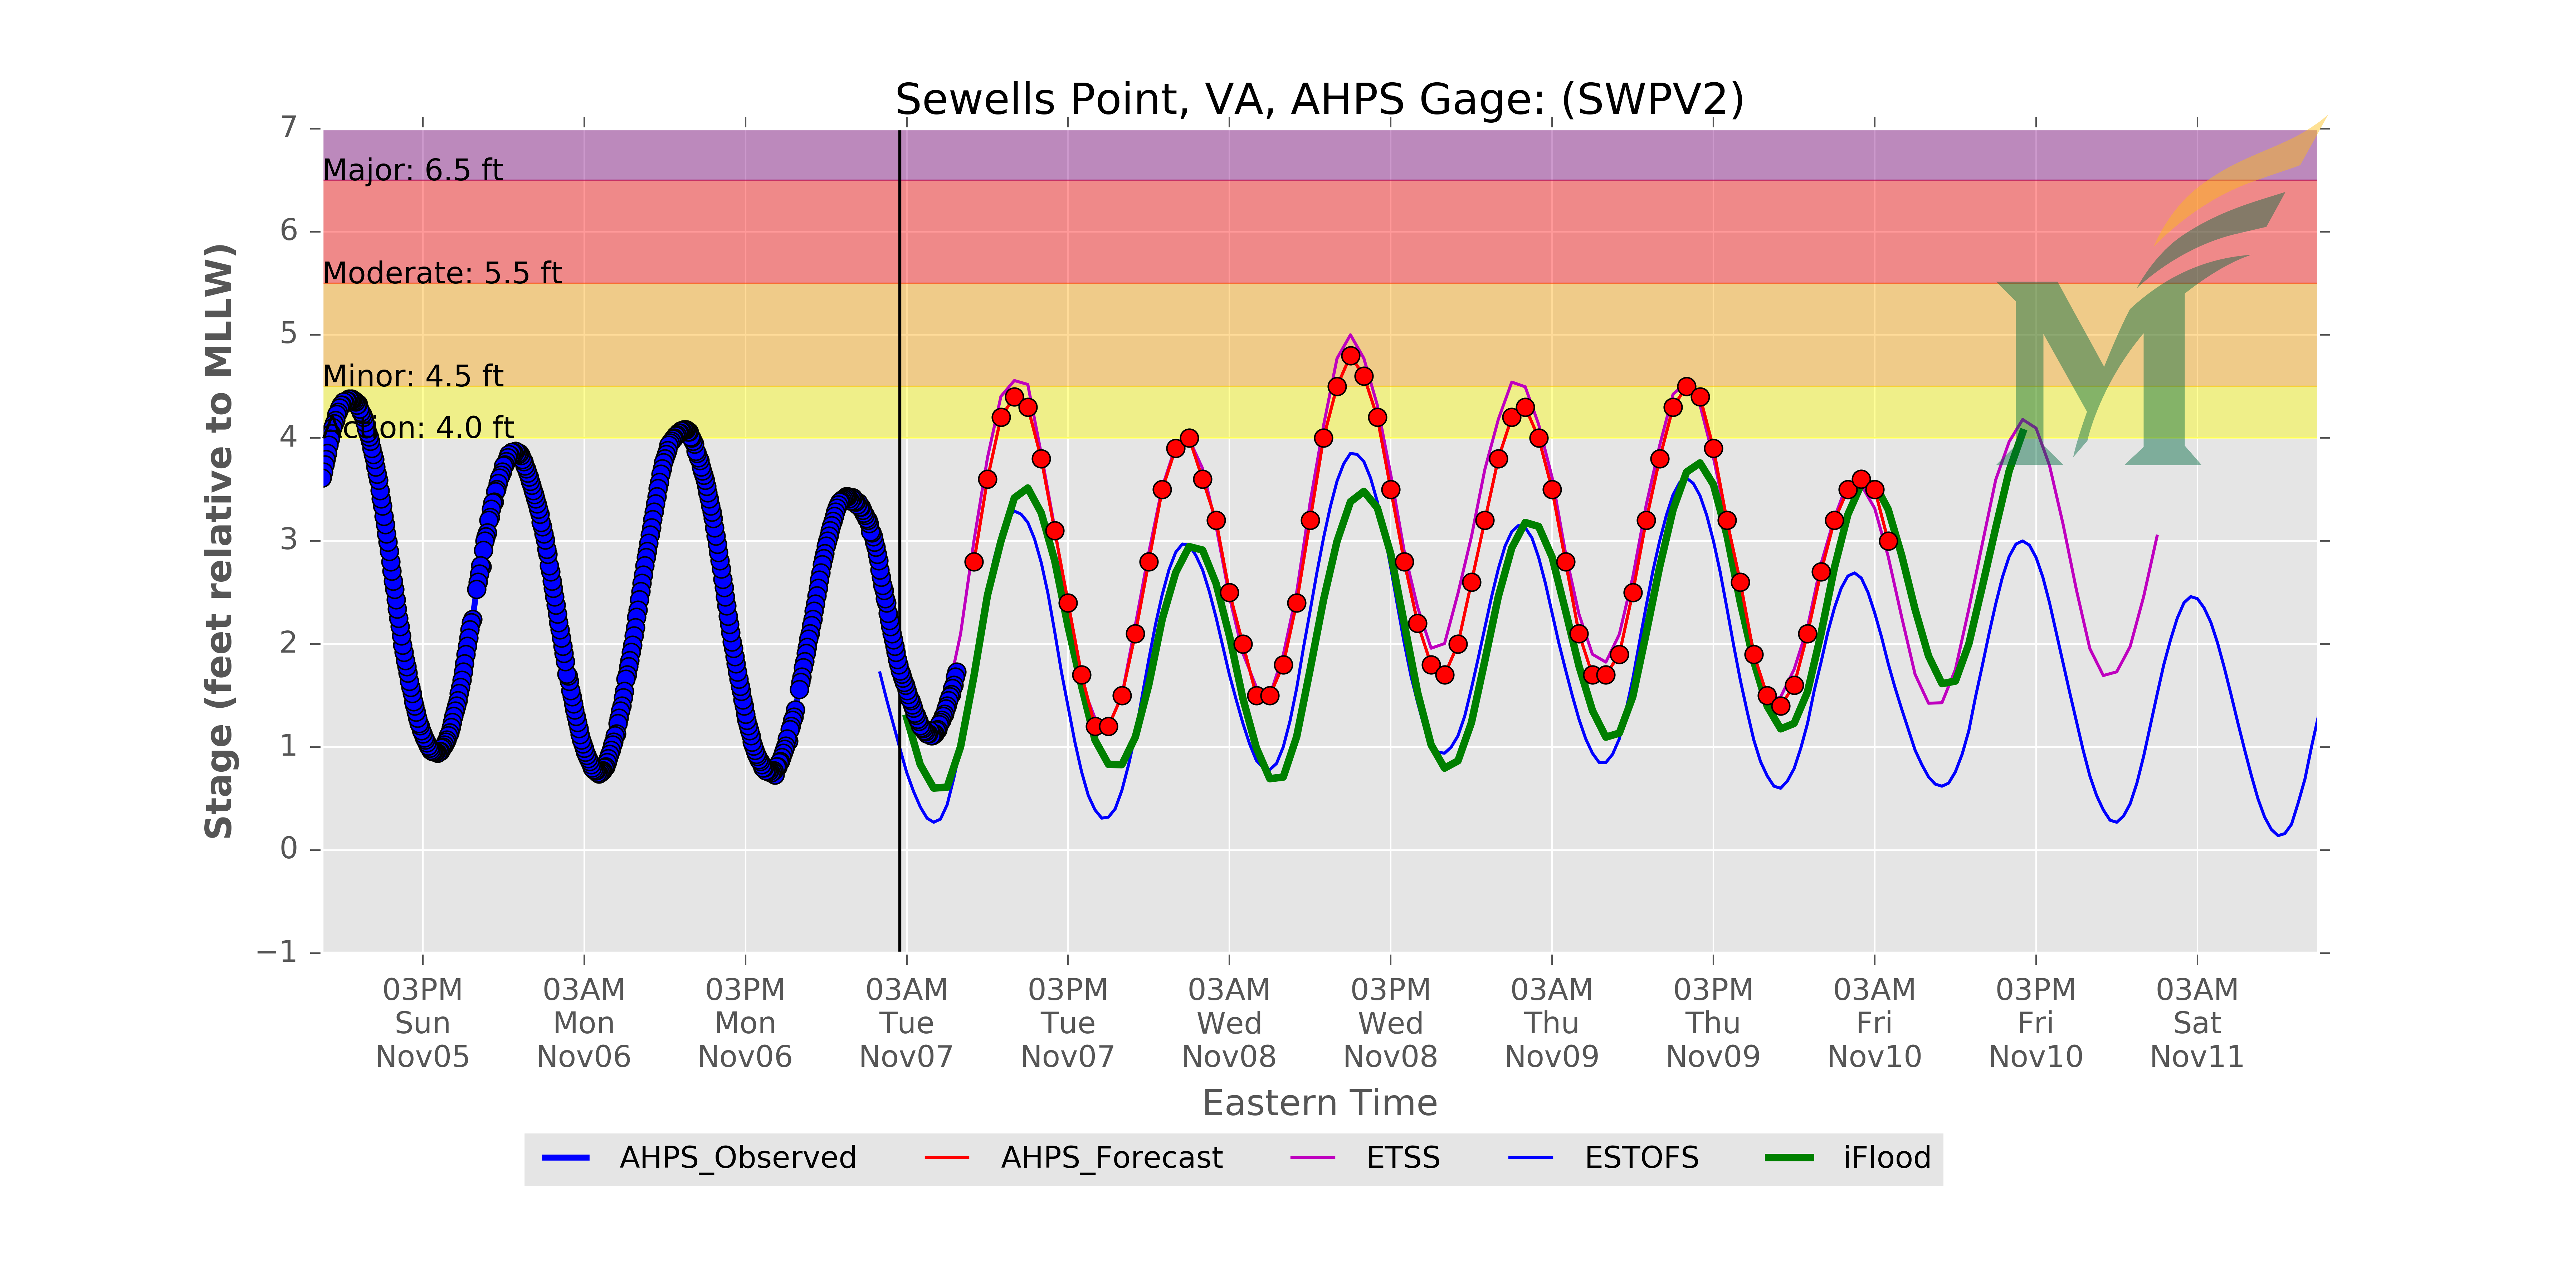 Sewells Point, VA, AHPS Gage: (SWPV2)
7
Major: 6.5 ft
6
Moderate: 5.5 ft
5
Minor: 4.5 ft
Action: 4.0 ft
4
3
2
1
0
−1
Stage (feet relative to MLLW)
03PM 03AM 03PM 03AM 03PM 03AM 03PM 03AM 03PM 03AM 03PM 03AM
Sun Mon Mon Tue Tue Wed Wed Thu Thu Fri Fri Sat
Nov05 Nov06 Nov06 Nov07 Nov07 Nov08 Nov08 Nov09 Nov09 Nov10 Nov10 Nov11
Eastern Time
AHPS_Observed AHPS_Forecast ETSS ESTOFS iFlood
M